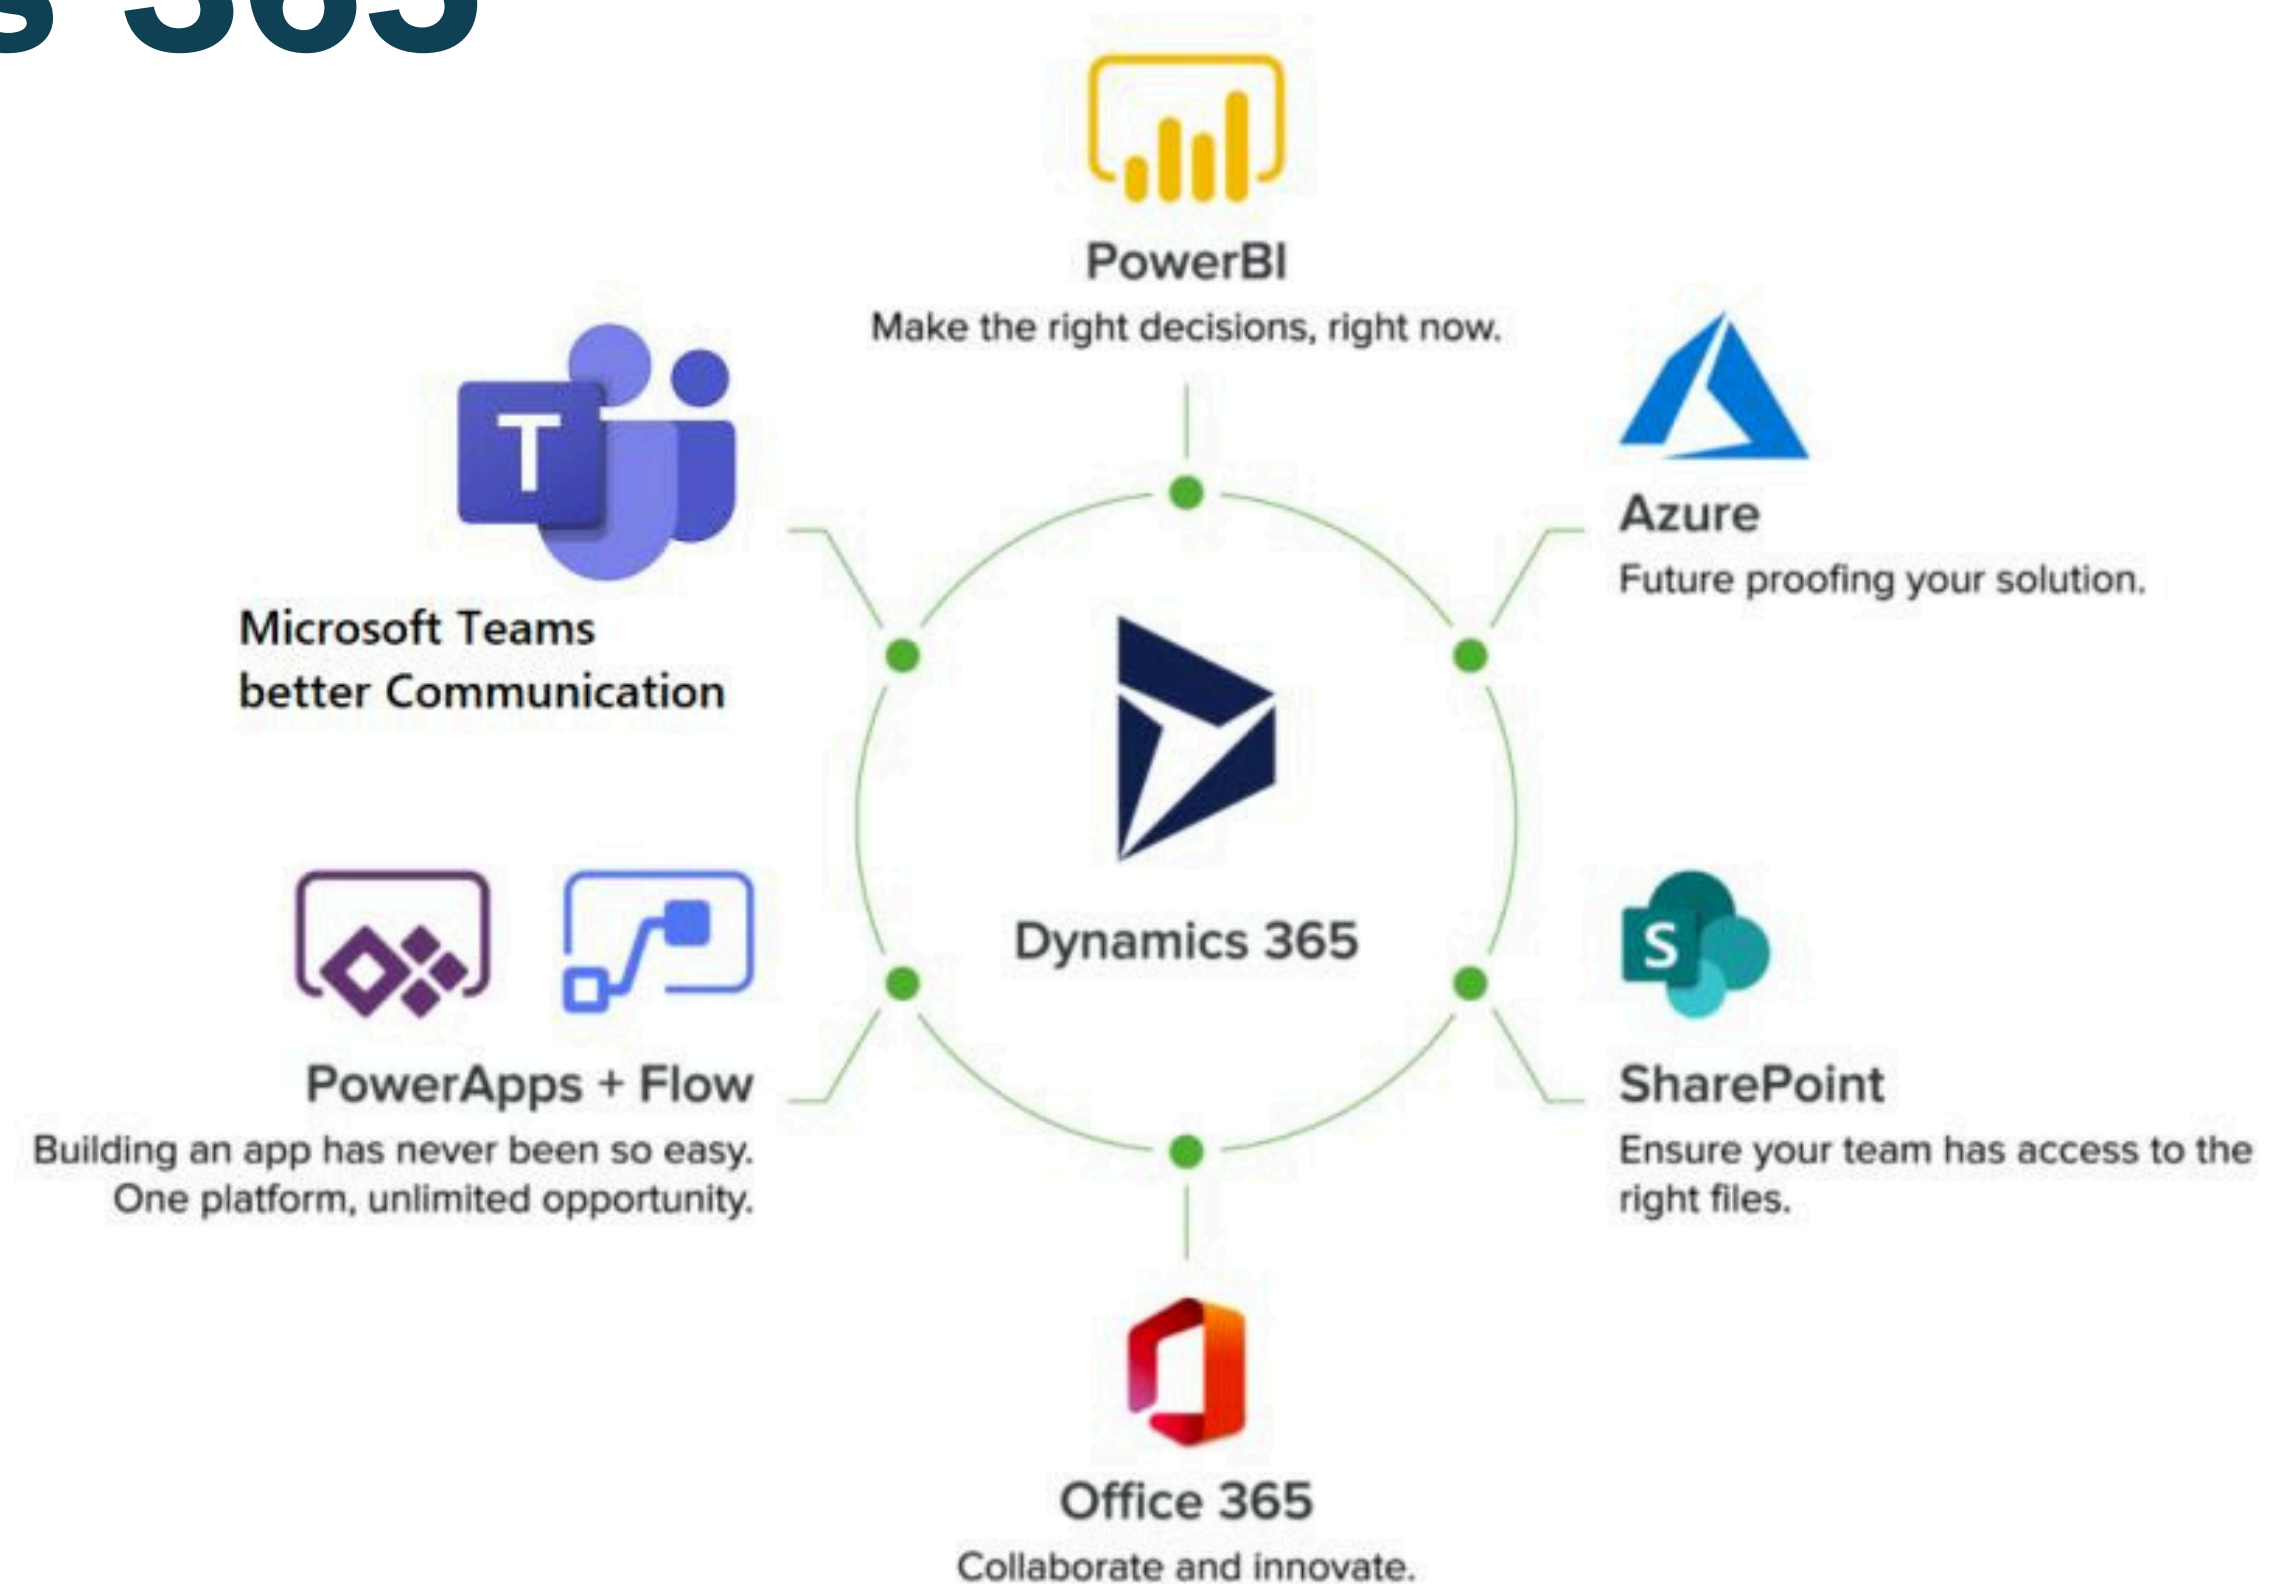 s 365
PowerBI
Make the right decisions, right now.
T
Microsoft Teams
better Communication
Azure
Future proofing your solution.
Dynamics 365
PowerApps + Flow
Building an app has never been so easy.
One platform, unlimited opportunity.
S
SharePoint
Ensure your team has access to the
right files.
Office 365
Collaborate and innovate.